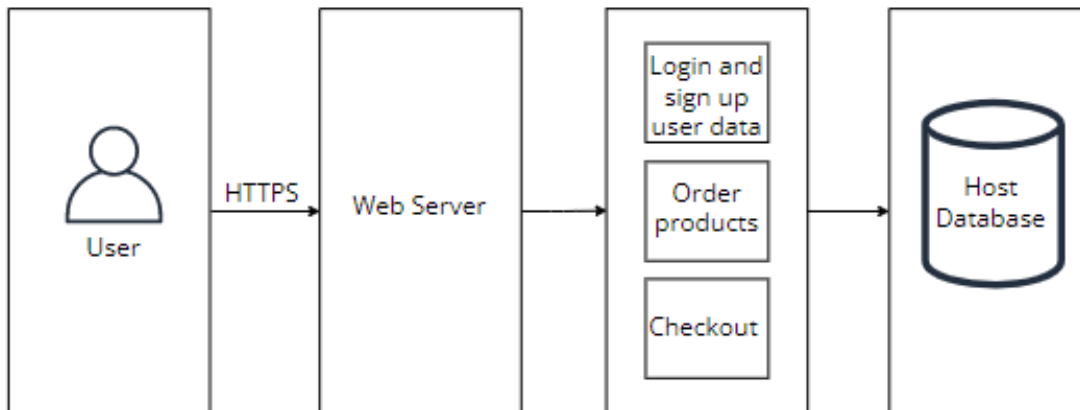 User
HTTPS
Web Server
Login and
sign up
user data
Order
products
Checkout
Host
Database